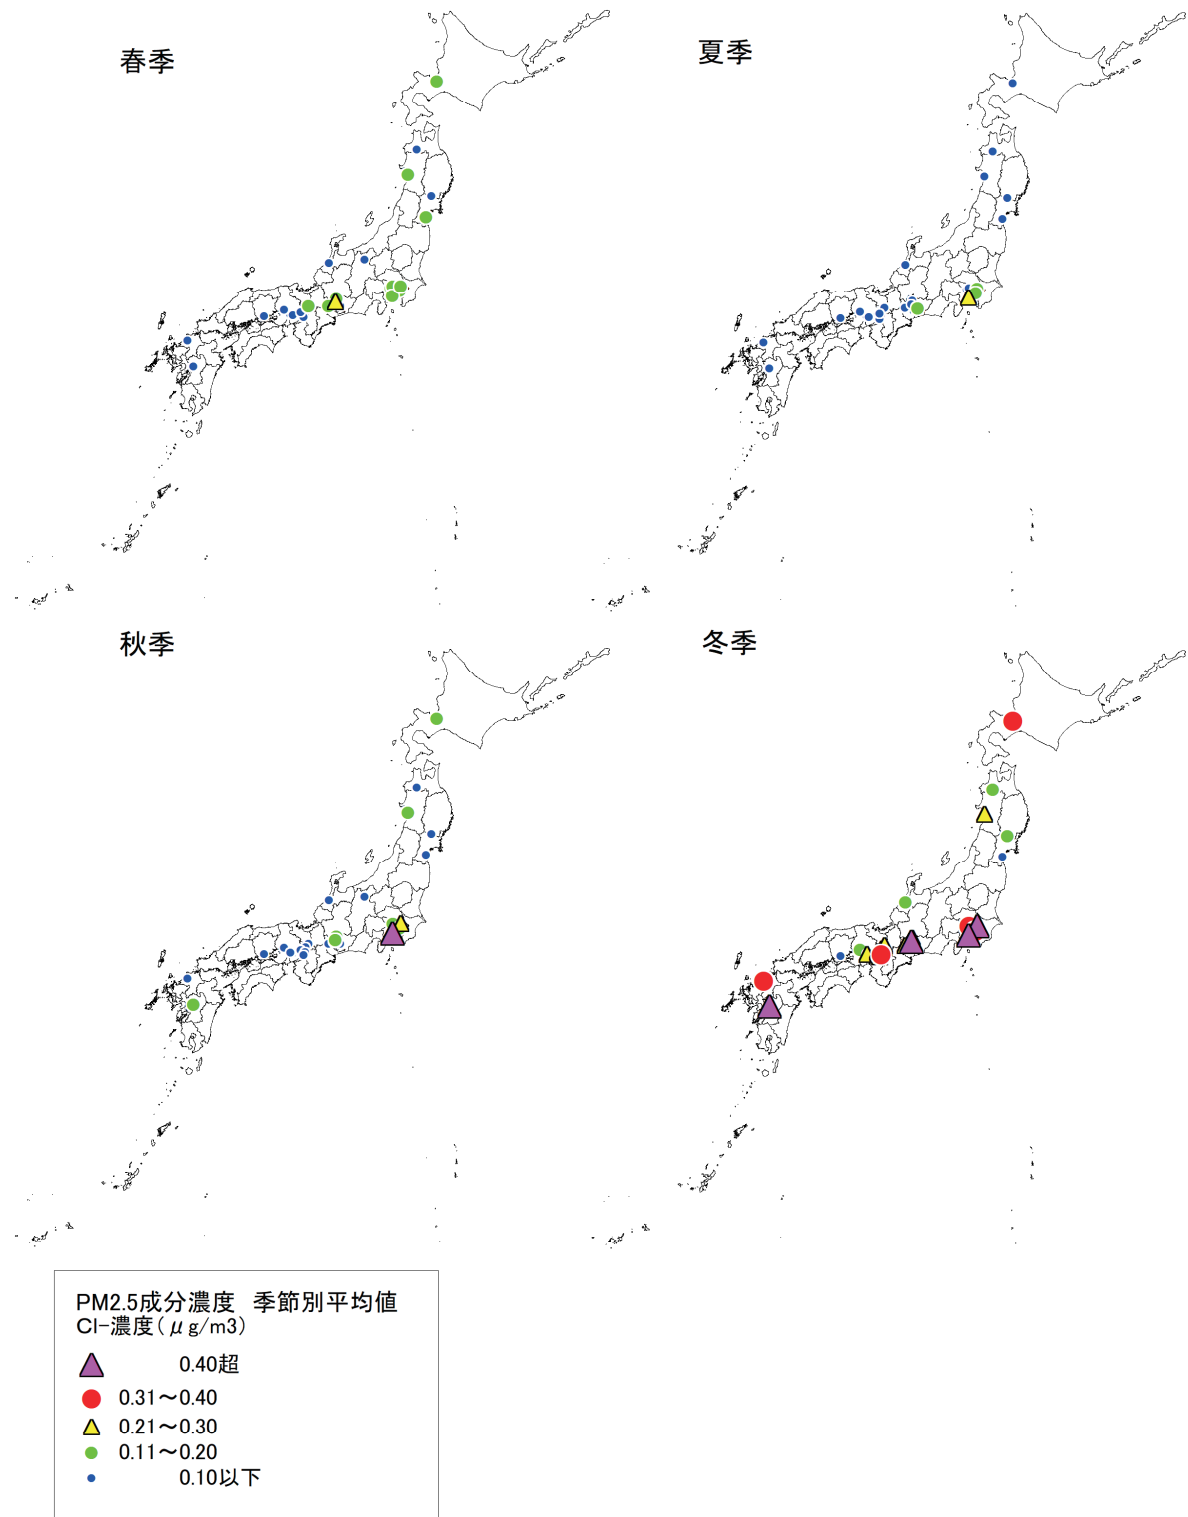 春季
夏季
秋季
冬季
PM2.5成分濃度 季節別平均値
Cl-濃度(μg/m3)
0.40超
0.31～0.40
0.21～0.30
0.11～0.20
0.10以下